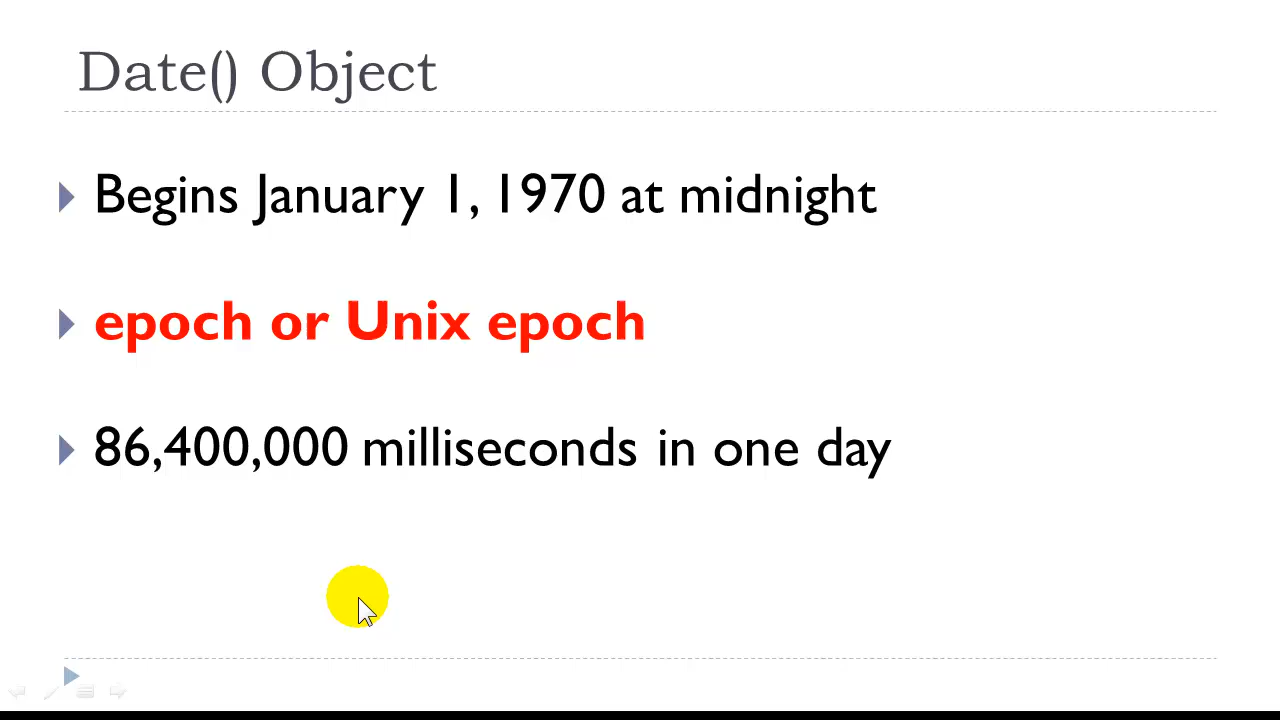 Date() Object
Begins January 1, 1970 at midnight
epoch or Unix epoch
86,400,000 milliseconds in one day